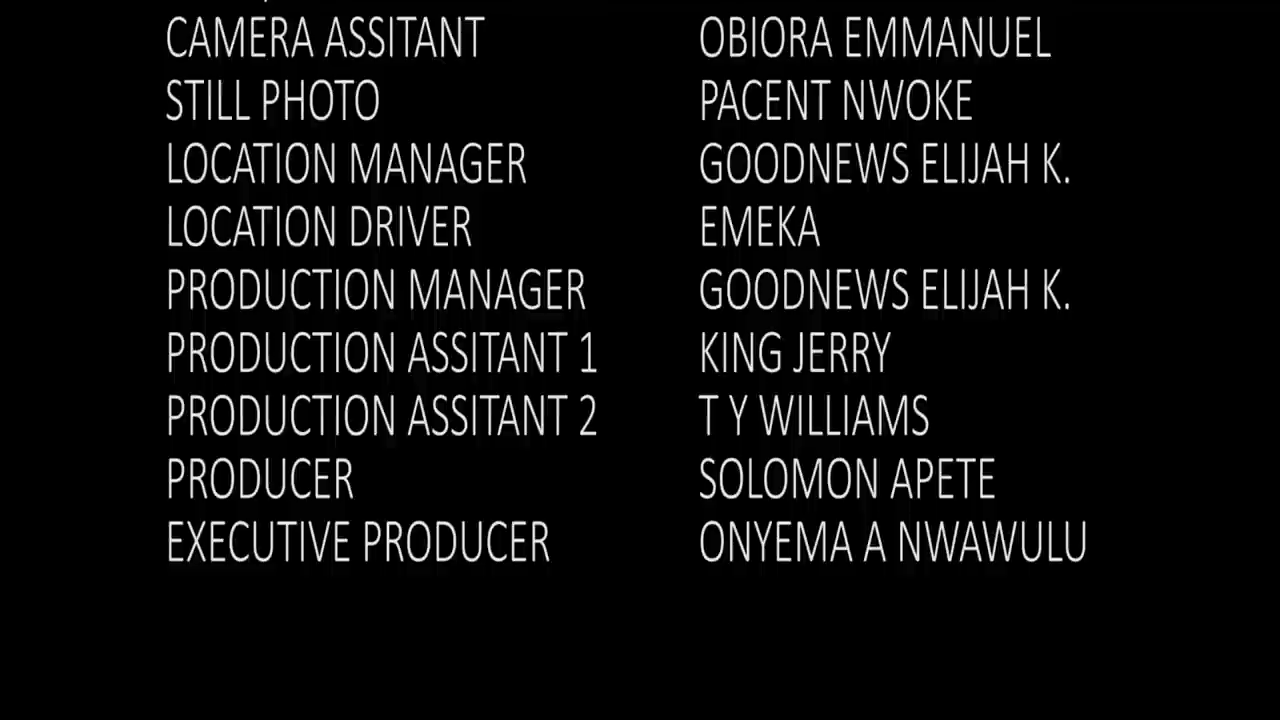 CAMERA ASSITANT OBIORA EMMANUEL
STILL PHOTO PACENT NWOKE
LOCATION MANAGER GOODNEWS ELIJAH K.
LOCATION DRIVER EMEKA
PRODUCTION MANAGER GOODNEWS ELIJAH K.
PRODUCTION ASSITANT 1 KING JERRY
PRODUCTION ASSITANT 2 T Y WILLIAMS
PRODUCER SOLOMON APETE
EXECUTIVE PRODUCER ONYEMA A NWAWULU